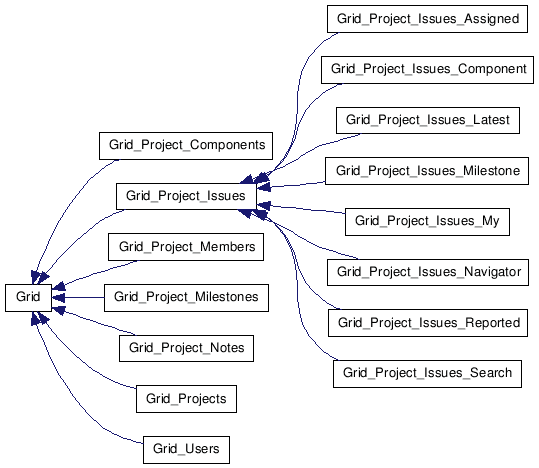 Grid_Project_Issues_Assigned
Grid_Project_Issues_Component
Grid_Project_Issues_Latest
Grid_Project_Components
Grid_Project_Issues_Milestone
Grid_Project_Issues
Grid_Project_Issues_My
Grid_Project_Members
Grid_Project_Issues_Navigator
Grid
Grid_Project_Milestones
Grid_Project_Issues_Reported
Grid_Project_Notes
Grid_Project_Issues_Search
Grid_Projects
Grid_Users